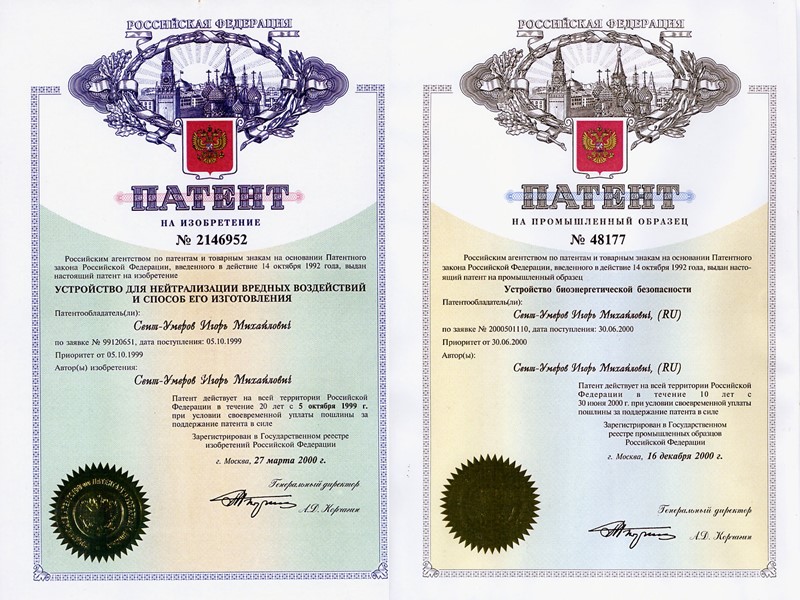 РОССИЙСКАЯ ФЕДЕРАЦИЯ
ПАТЕНТ
НА ИЗОБРЕТЕНИЕ
№ 2146952
Российским агентством по патентам и товарным знакам на основании Патентного
закона Российской Федерации, введенного в действие 14 октября 1992 года, выдан
настоящий патент на изобретение
УСТРОЙСТВО ДЛЯ НЕЙТРАЛИЗАЦИИ ВРЕДНЫХ ВОЗДЕЙСТВИЙ
И СПОСОБ ЕГО ИЗГОТОВЛЕНИЯ
Патентообладатель(ли):
Сеит-Умеров Игорь Михайлович
по заявке № 99120651, дата поступления: 05.10.1999
Приоритет от 05.10.1999
Автор(ы) изобретения:
Сеит-Умеров Игорь Михайлович
Патент действует на всей территории Российской
Федерации в течение 20 лет с 5 октября 1999 г.
при условии своевременной уплаты пошлины за
поддержание патента в силе
Зарегистрирован в Государственном реестре
изобретений Российской Федерации
г. Москва, 27 марта 2000 г.
Генеральный директор
А.Д. Корчагин
РОССИЙСКАЯ ФЕДЕРАЦИЯ
ПАТЕНТ
НА ПРОМЫШЛЕННЫЙ ОБРАЗЕЦ
№ 48177
Российским агентством по патентам и товарным знакам на основании Патентного
закона Российской Федерации, введенного в действие 14 октября 1992 года, выдан насто-
ящий патент на промышленный образец
Устройство биоэнергетической безопасности
Патентообладатель(ли):
Сеит-Умеров Игорь Михайлович, (RU)
по заявке № 2000501110, дата поступления: 30.06.2000
Приоритет от 30.06.2000
Автор(ы):
Сеит-Умеров Игорь Михайлович, (RU)
Патент действует на всей территории Российской
Федерации в течение 10 лет с
30 июня 2000 г. при условии своевременной уплаты
пошлины за поддержание патента в силе
Зарегистрирован в Государственном
реестре промышленных образцов
Российской Федерации
г. Москва, 16 декабря 2000 г.
Генеральный директор
А.Д. Корчагин